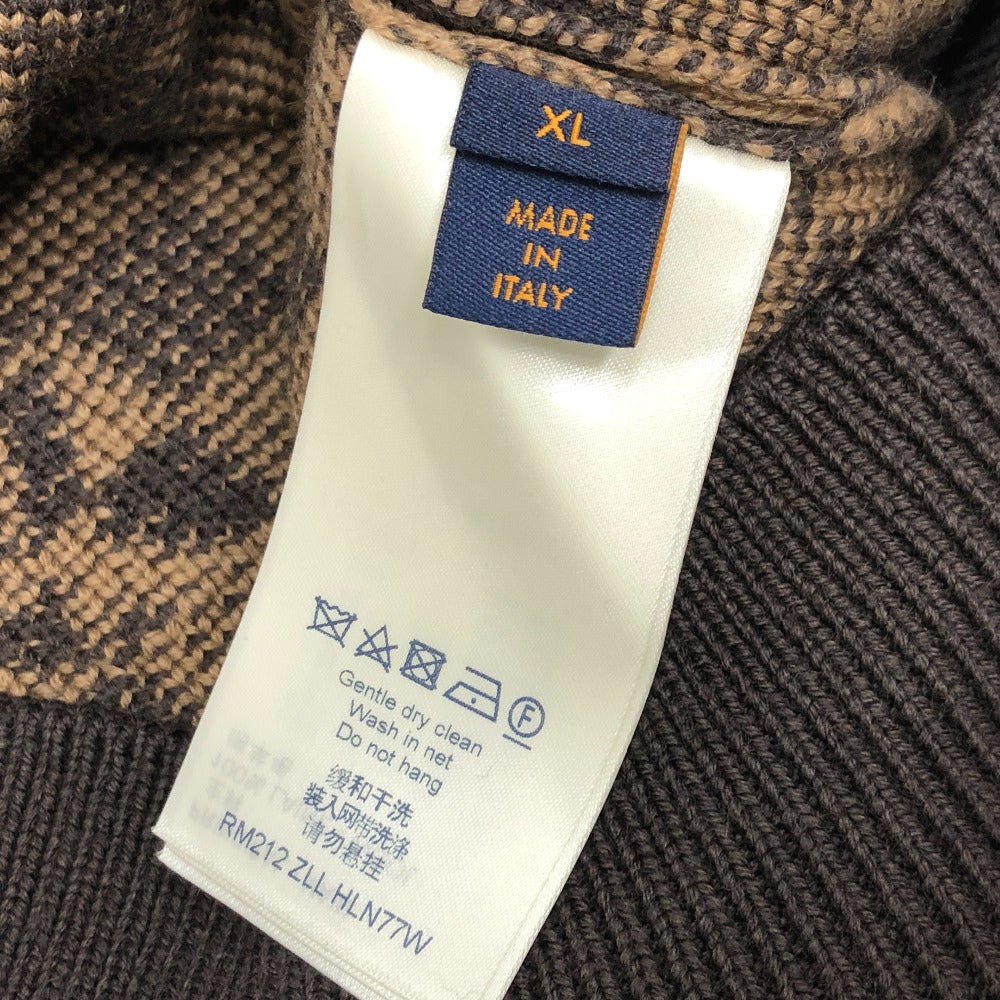 XL
MADE
IN
ITALY
F
Gentle dry clean
Wash in net
Do not hang
缓和干洗
装入网带洗涤
请勿悬挂
RM212 ZLL HLN77W